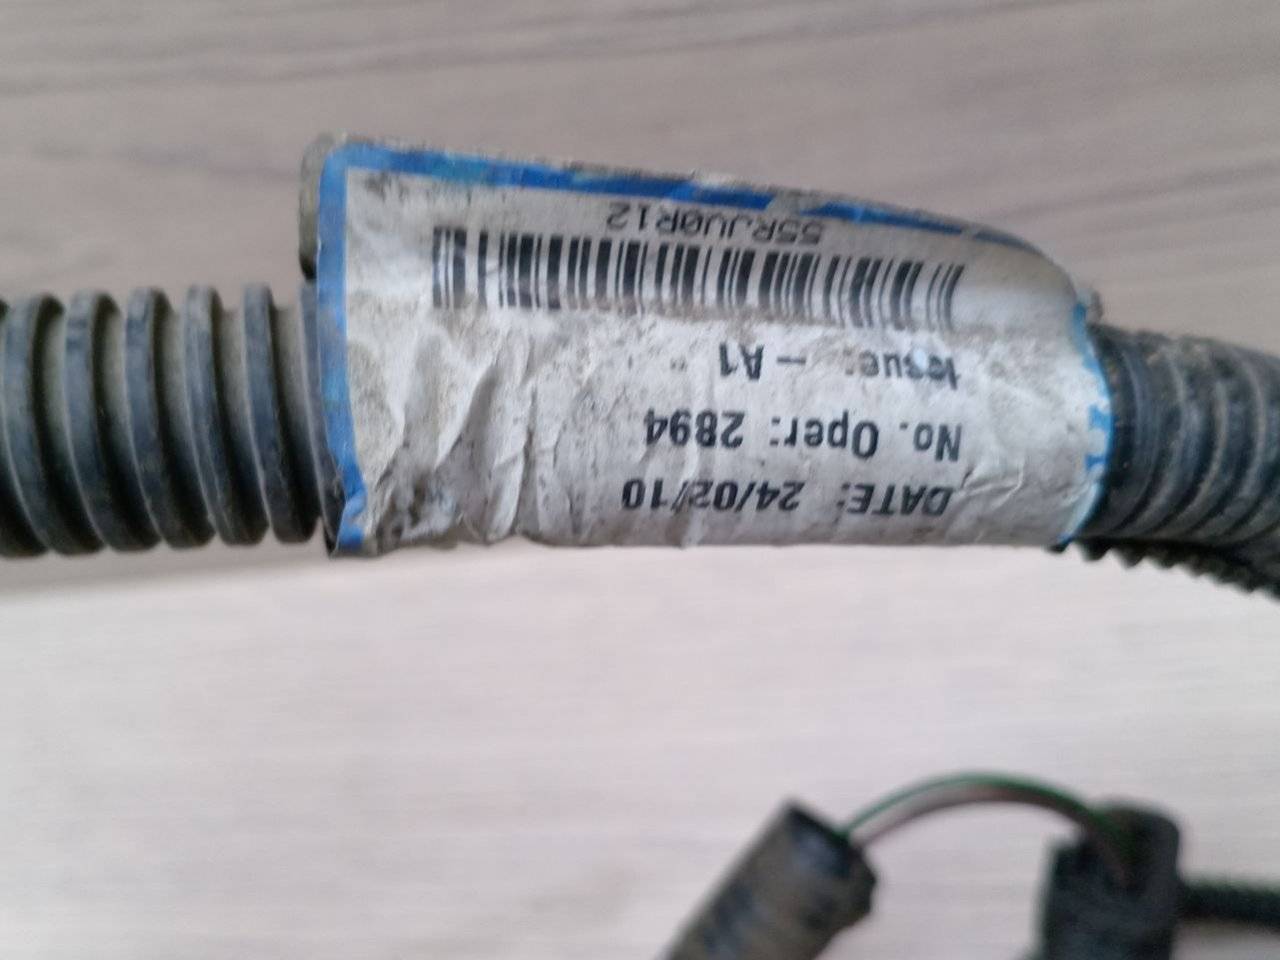 DATE: 24/02/10
No. Oper: 2894
Issue: -A1
55RJU0R12